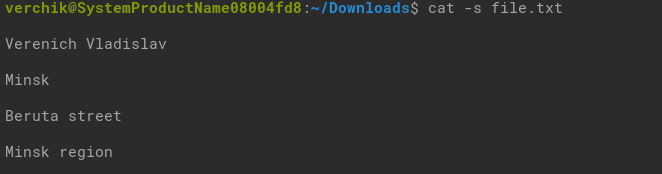 verchik@SystemProductName08004fd8:~/Downloads$ cat -s file.txt
Verenich Vladislav
Minsk
Beruta street
Minsk region